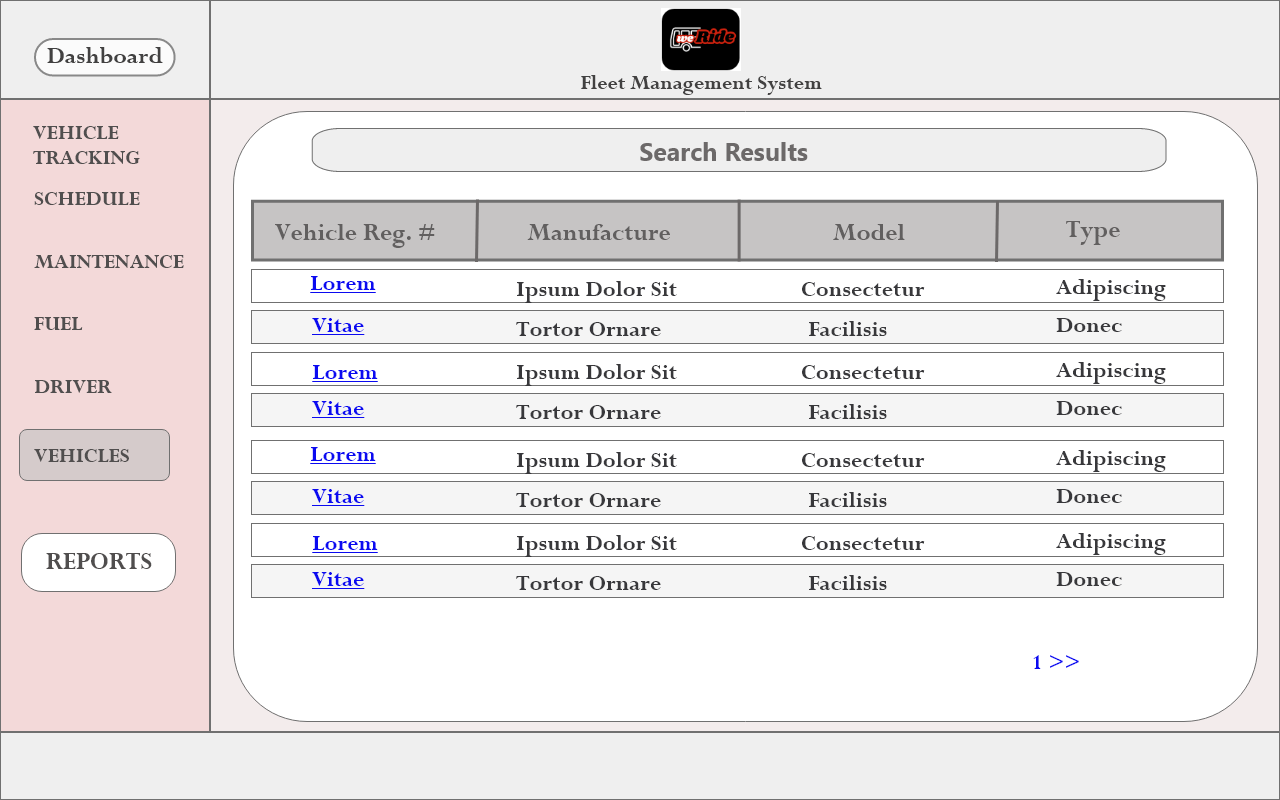 Dashboard
we Ride
Fleet Management System
VEHICLE
TRACKING
SCHEDULE
MAINTENANCE
FUEL
DRIVER
VEHICLES
REPORTS
Search Results
Vehicle Reg. # Manufacture Model Type
Lorem Ipsum Dolor Sit Consectetur Adipiscing
Vitae Tortor Ornare Facilisis Donec
Lorem Ipsum Dolor Sit Consectetur Adipiscing
Vitae Tortor Ornare Facilisis Donec
Lorem Ipsum Dolor Sit Consectetur Adipiscing
Vitae Tortor Ornare Facilisis Donec
Lorem Ipsum Dolor Sit Consectetur Adipiscing
Vitae Tortor Ornare Facilisis Donec
1 >>